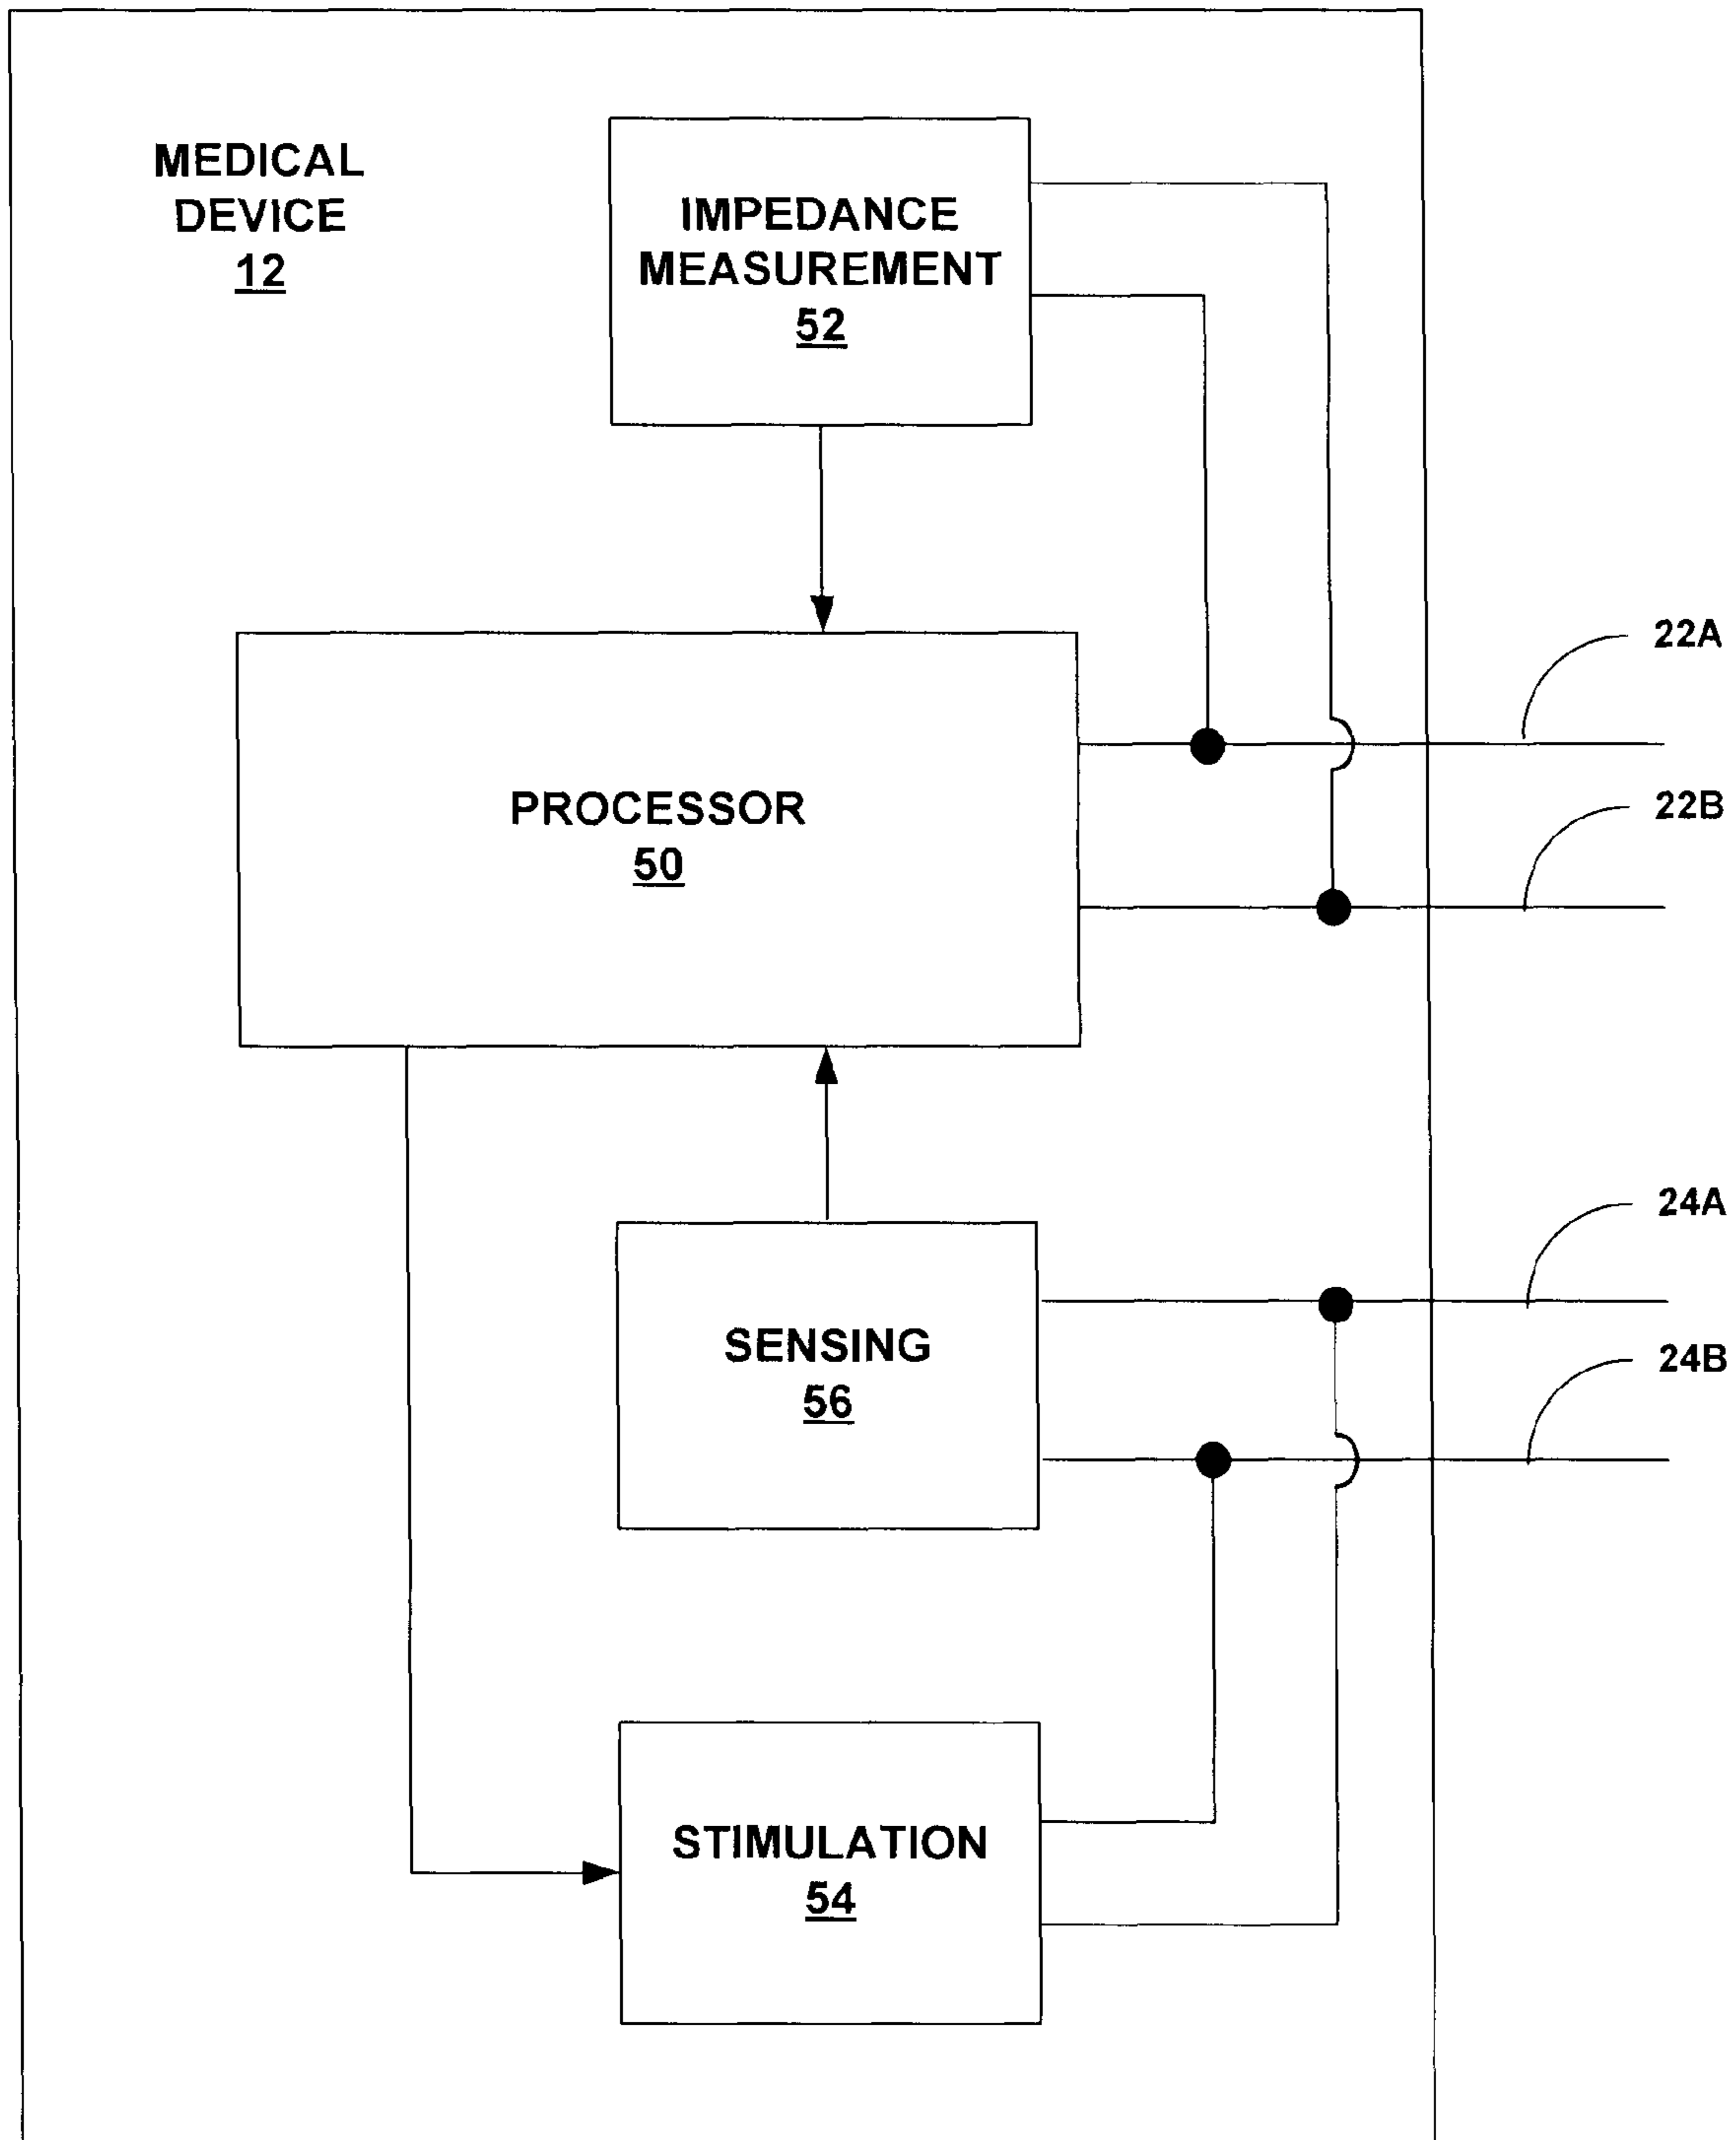 MEDICAL
DEVICE
12
IMPEDANCE
MEASUREMENT
52
22A
PROCESSOR
50
22B
24A
SENSING
56
24B
STIMULATION
54